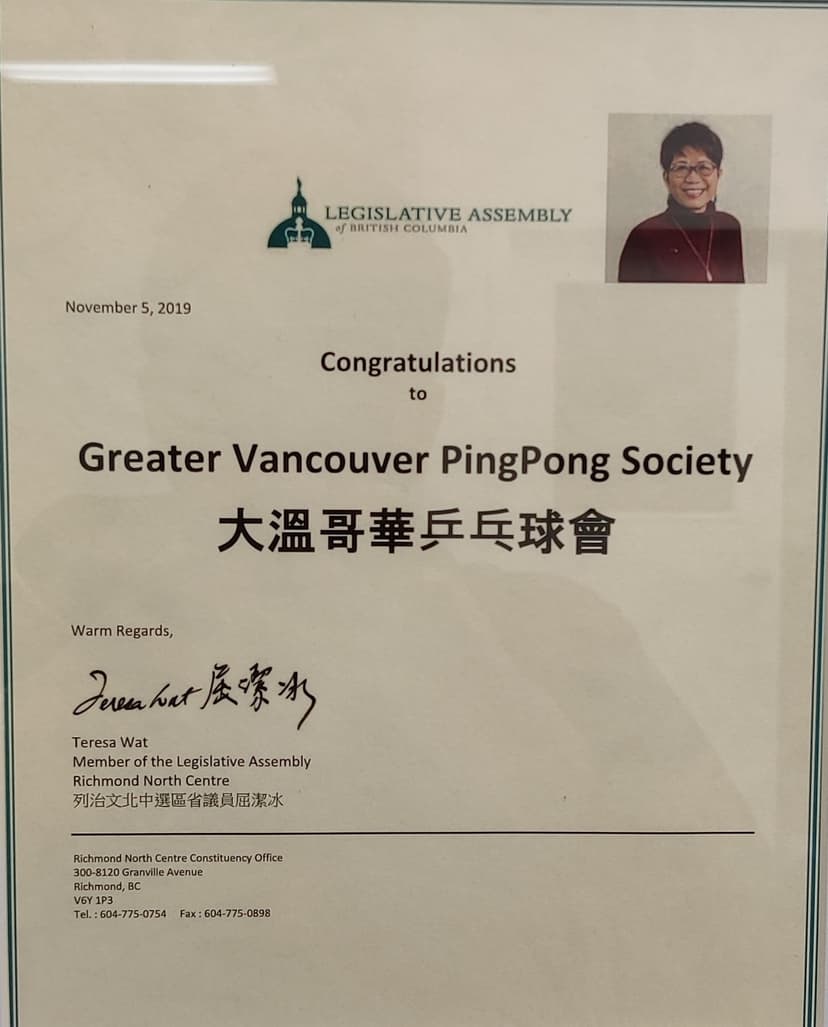 LEGISLATIVE ASSEMBLY
of BRITISH COLUMBIA
November 5, 2019
Congratulations
to
Greater Vancouver PingPong Society
大溫哥華乒乓球會
Warm Regards,
Teresa Wat 屈潔冰
Teresa Wat
Member of the Legislative Assembly
Richmond North Centre
列治文北中選區省議員屈潔冰
Richmond North Centre Constituency Office
300-8120 Granville Avenue
Richmond, BC
V6Y 1P3
Tel. : 604-775-0754 Fax : 604-775-0898